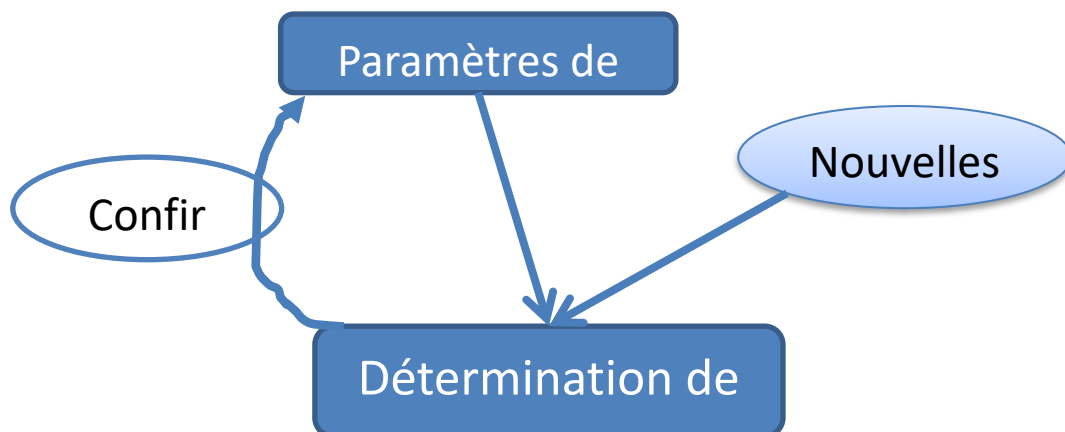 Paramètres de
Nouvelles
Confir
Détermination de